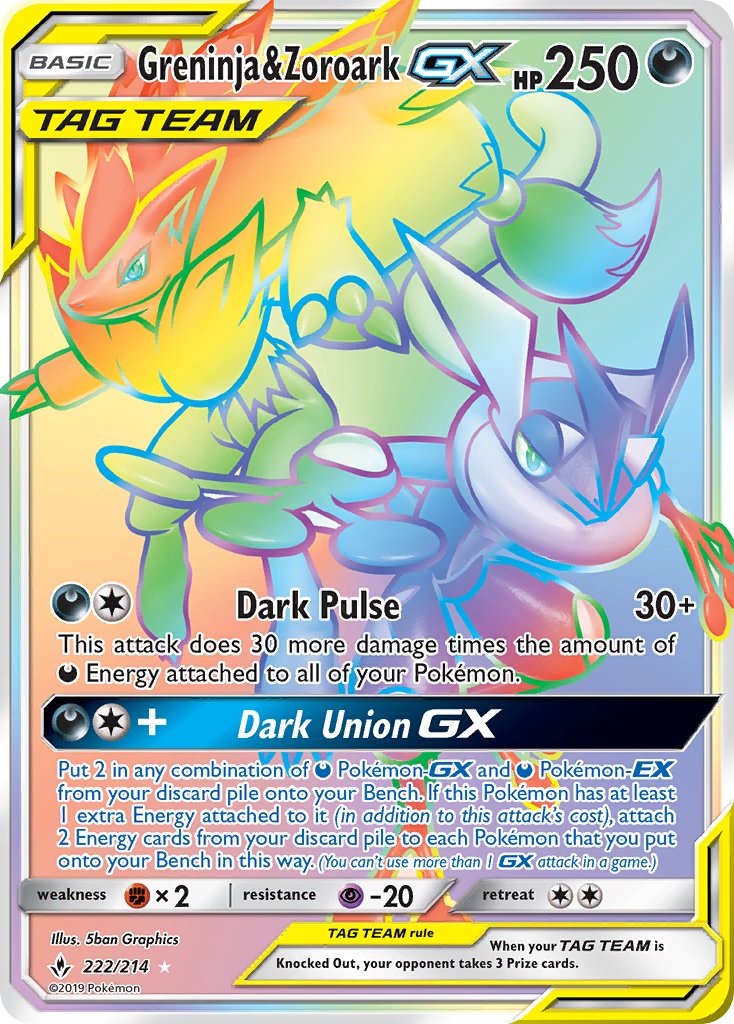 BASIC Greninja&Zoroark GX HP250
TAG TEAM
Dark Pulse 30+
This attack does 30 more damage times the amount of
Energy attached to all of your Pokémon.
+ Dark Union GX
Put 2 in any combination of Pokémon-GX and Pokémon-EX
from your discard pile onto your Bench. If this Pokémon has at least
1 extra Energy attached to it (in addition to this attack's cost), attach
2 Energy cards from your discard pile to each Pokémon that you put
onto your Bench in this way. (You can't use more than 1 GX attack in a game.)
weakness ×2 resistance -20 retreat
Illus. 5ban Graphics
TAG TEAM rule
When your TAG TEAM is
Knocked Out, your opponent takes 3 Prize cards.
222/214
©2019 Pokémon